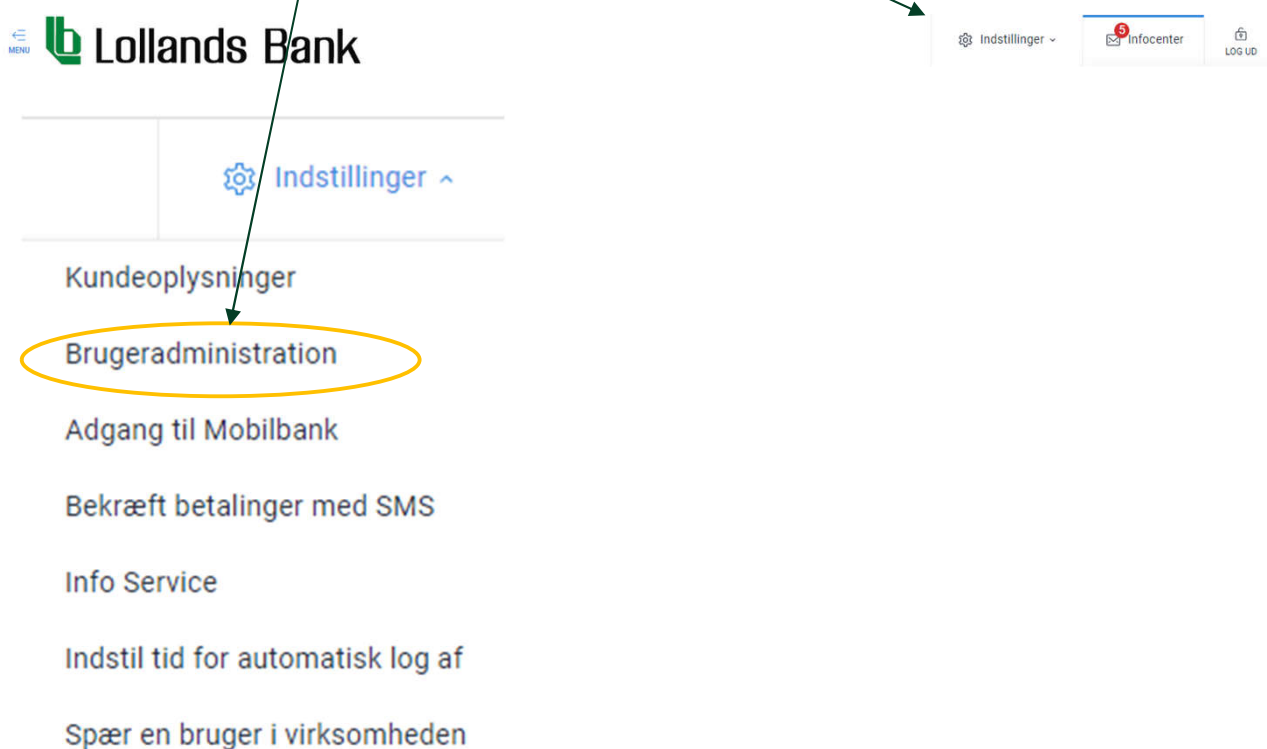 MENU
Lollands Bank
Indstillinger
5
Infocenter
LOG UD
Indstillinger
Kundeoplysninger
Brugeradministration
Adgang til Mobilbank
Bekræft betalinger med SMS
Info Service
Indstil tid for automatisk log af
Spær en bruger i virksomheden